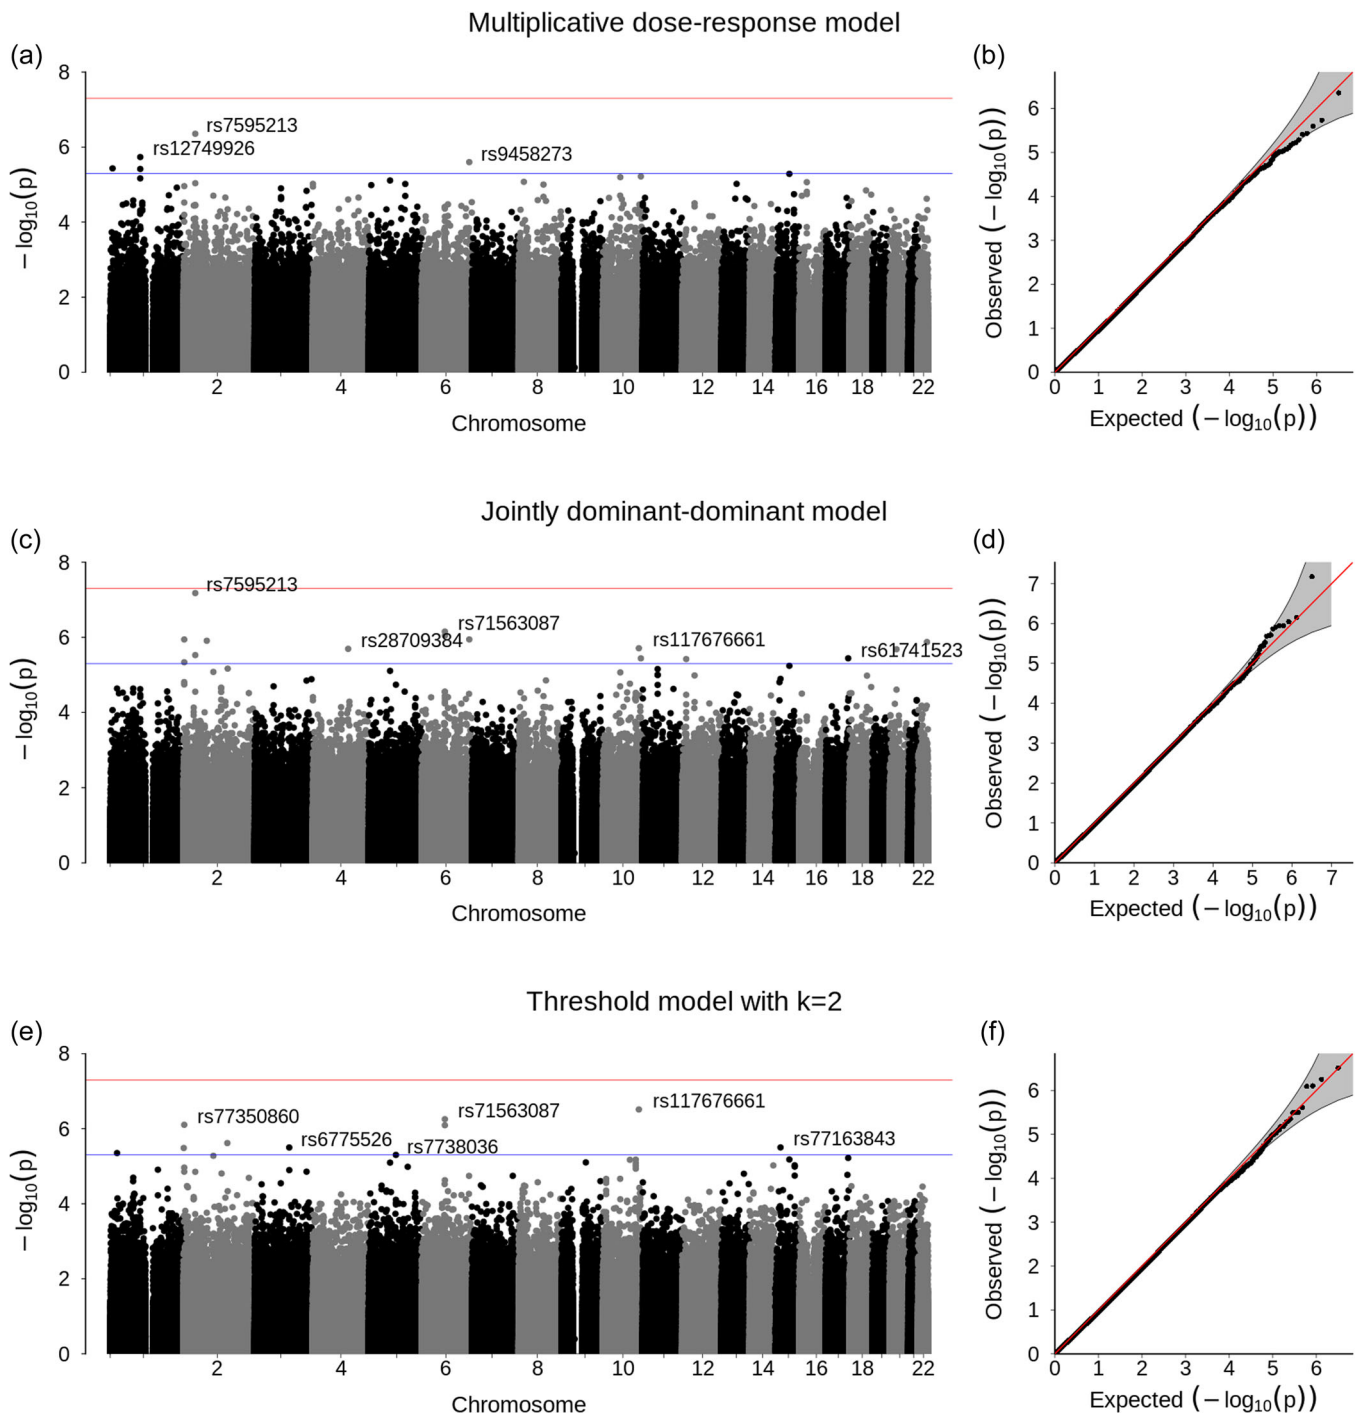 Multiplicative dose-response model
(a)
(b)
8
6
4
2
0
−log10(p)
rs7595213
rs12749926
rs9458273
2 4 6 8 10 12 14 16 18 20 22
Chromosome
6
5
4
3
2
1
0
Observed (−log10(p))
0 1 2 3 4 5 6
Expected (−log10(p))
Jointly dominant-dominant model
(c)
(d)
8
6
4
2
0
−log10(p)
rs7595213
rs71563087
rs28709384
rs117676661
rs61741523
2 4 6 8 10 12 14 16 18 20 22
Chromosome
7
6
5
4
3
2
1
0
Observed (−log10(p))
0 1 2 3 4 5 6 7
Expected (−log10(p))
Threshold model with k=2
(e)
(f)
8
6
4
2
0
−log10(p)
rs77350860
rs6775526
rs7738036
rs71563087
rs117676661
rs77163843
2 4 6 8 10 12 14 16 18 20 22
Chromosome
6
5
4
3
2
1
0
Observed (−log10(p))
0 1 2 3 4 5 6
Expected (−log10(p))